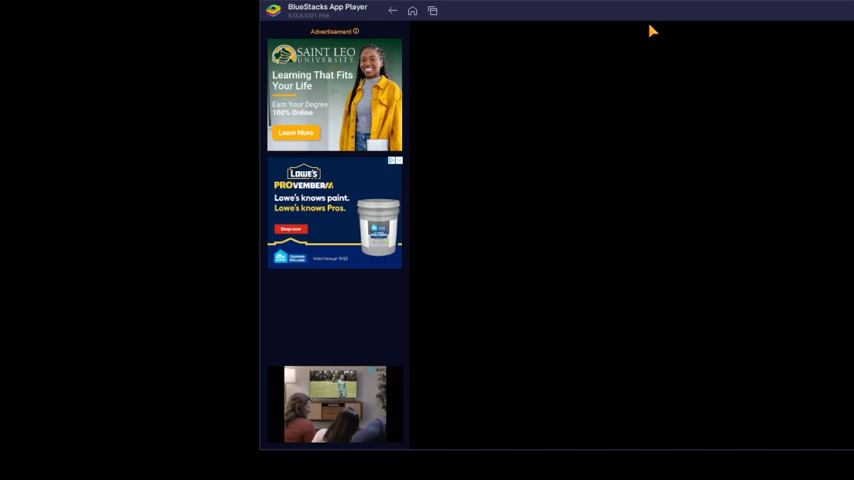 BlueStacks App Player
Advertisement
SAINT LEO
UNIVERSITY
Learning That Fits
Your Life
Earn Your Degree
100% Online
Learn More
LOWE'S
PROVEMBER
Lowe's knows paint.
Lowe's knows Pros.
Shop now